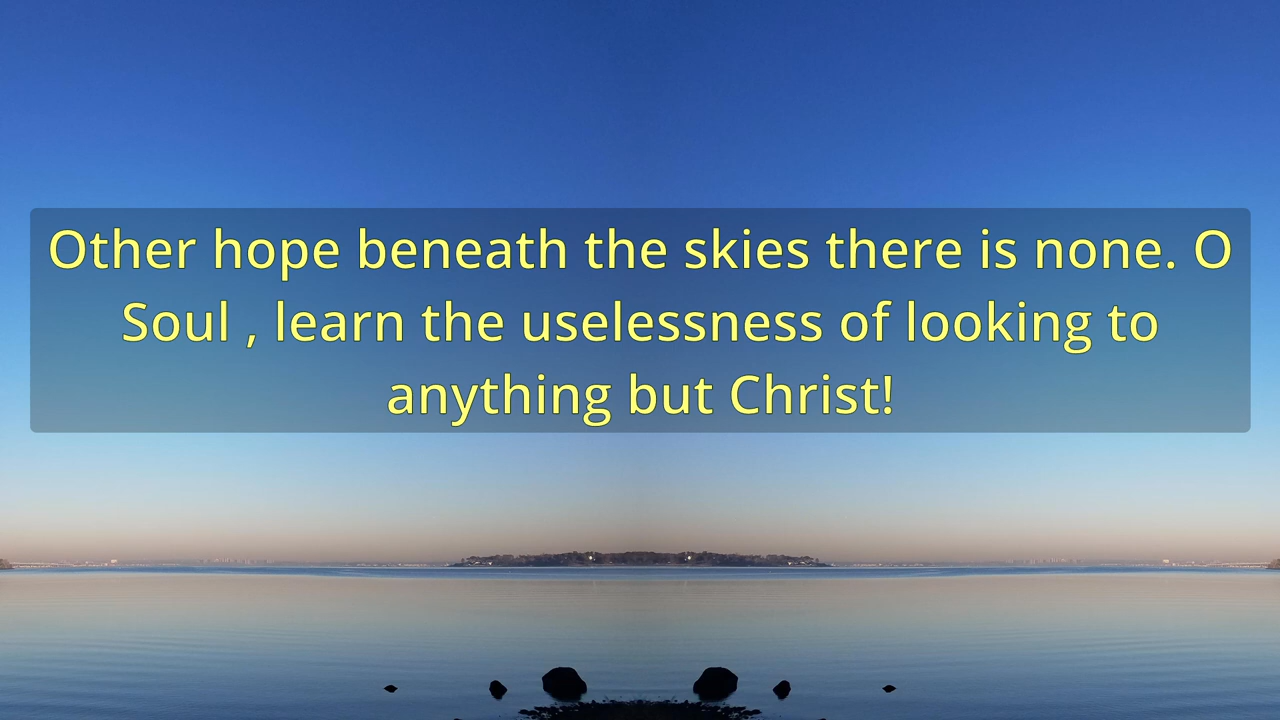 Other hope beneath the skies there is none. O
Soul , learn the uselessness of looking to
anything but Christ!